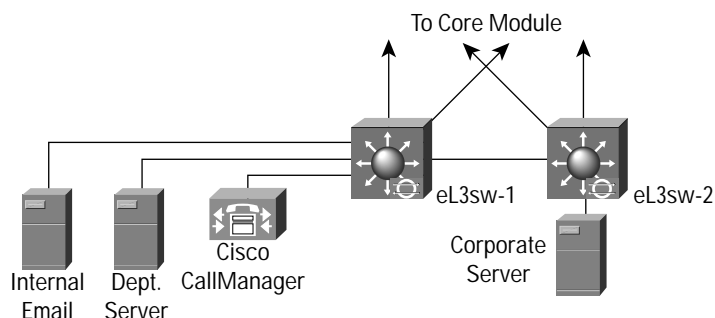 To Core Module
eL3sw-1
eL3sw-2
Internal
Email
Dept.
Server
Cisco
CallManager
Corporate
Server